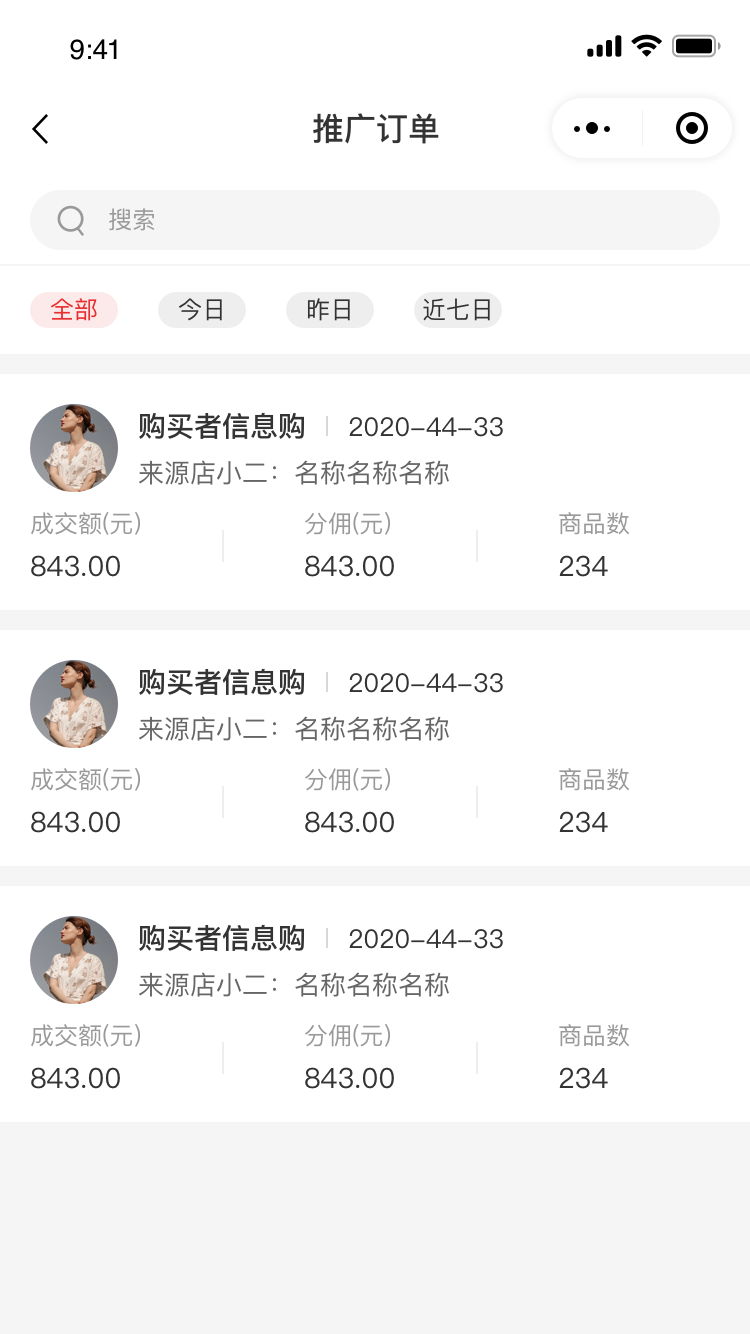 9:41
推广订单
搜索
全部 今日 昨日 近七日
购买者信息购 2020-44-33
来源店小二：名称名称名称
成交额(元) 分佣(元) 商品数
843.00 843.00 234
购买者信息购 2020-44-33
来源店小二：名称名称名称
成交额(元) 分佣(元) 商品数
843.00 843.00 234
购买者信息购 2020-44-33
来源店小二：名称名称名称
成交额(元) 分佣(元) 商品数
843.00 843.00 234